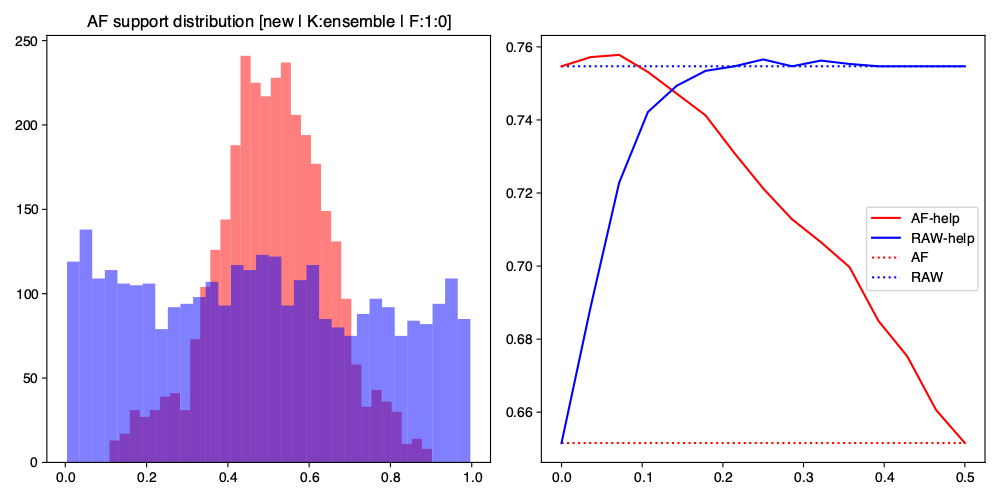 AF support distribution [new | K:ensemble | F:1:0]
250
200
150
100
50
0
0.0 0.2 0.4 0.6 0.8 1.0
0.76
0.74
0.72
0.70
0.68
0.66
0.0 0.1 0.2 0.3 0.4 0.5
AF-help
RAW-help
AF
RAW